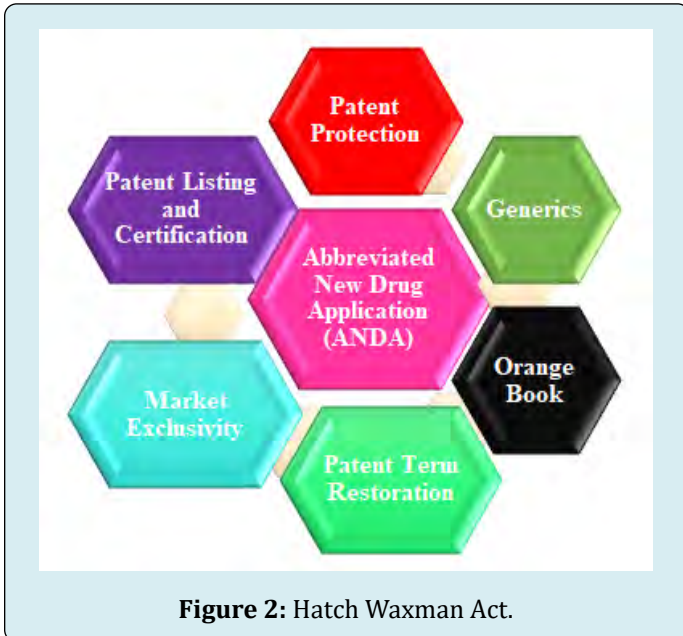 Patent
Protection
Patent Listing
and
Certification
Generics
Abbreviated
New Drug
Application
(ANDA)
Orange
Book
Market
Exclusivity
Patent Term
Restoration
Figure 2: Hatch Waxman Act.